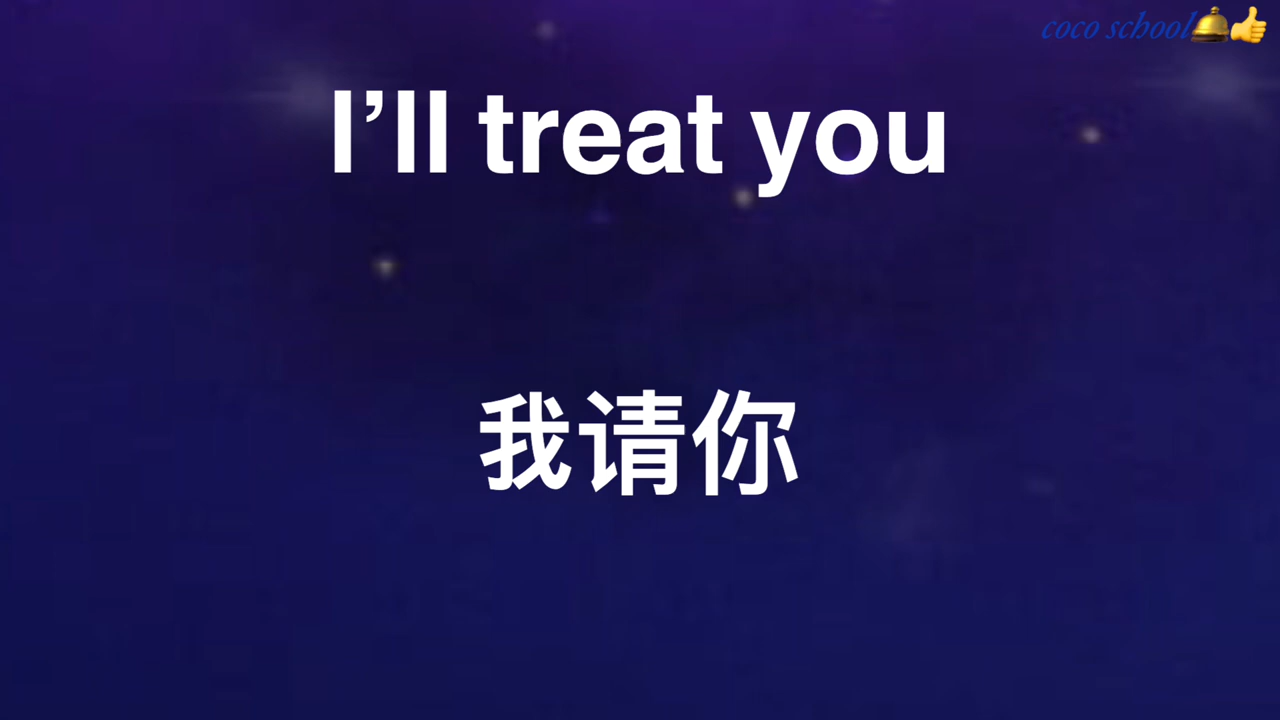 coco school🛎👍
I’ll treat you
我请你